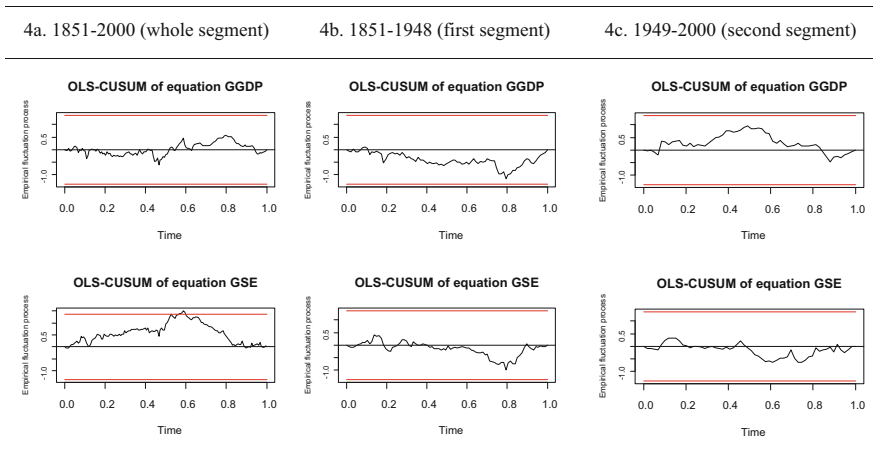 4a. 1851-2000 (whole segment) 4b. 1851-1948 (first segment) 4c. 1949-2000 (second segment)
OLS-CUSUM of equation GGDP
Empirical fluctuation process
-1.0 0.5
0.0 0.2 0.4 0.6 0.8 1.0
Time
OLS-CUSUM of equation GGDP
Empirical fluctuation process
-1.0 0.5
0.0 0.2 0.4 0.6 0.8 1.0
Time
OLS-CUSUM of equation GGDP
Empirical fluctuation process
-1.0 0.5
0.0 0.2 0.4 0.6 0.8 1.0
Time
OLS-CUSUM of equation GSE
Empirical fluctuation process
-1.0 0.5
0.0 0.2 0.4 0.6 0.8 1.0
Time
OLS-CUSUM of equation GSE
Empirical fluctuation process
-1.0 0.5
0.0 0.2 0.4 0.6 0.8 1.0
Time
OLS-CUSUM of equation GSE
Empirical fluctuation process
-1.0 0.5
0.0 0.2 0.4 0.6 0.8 1.0
Time